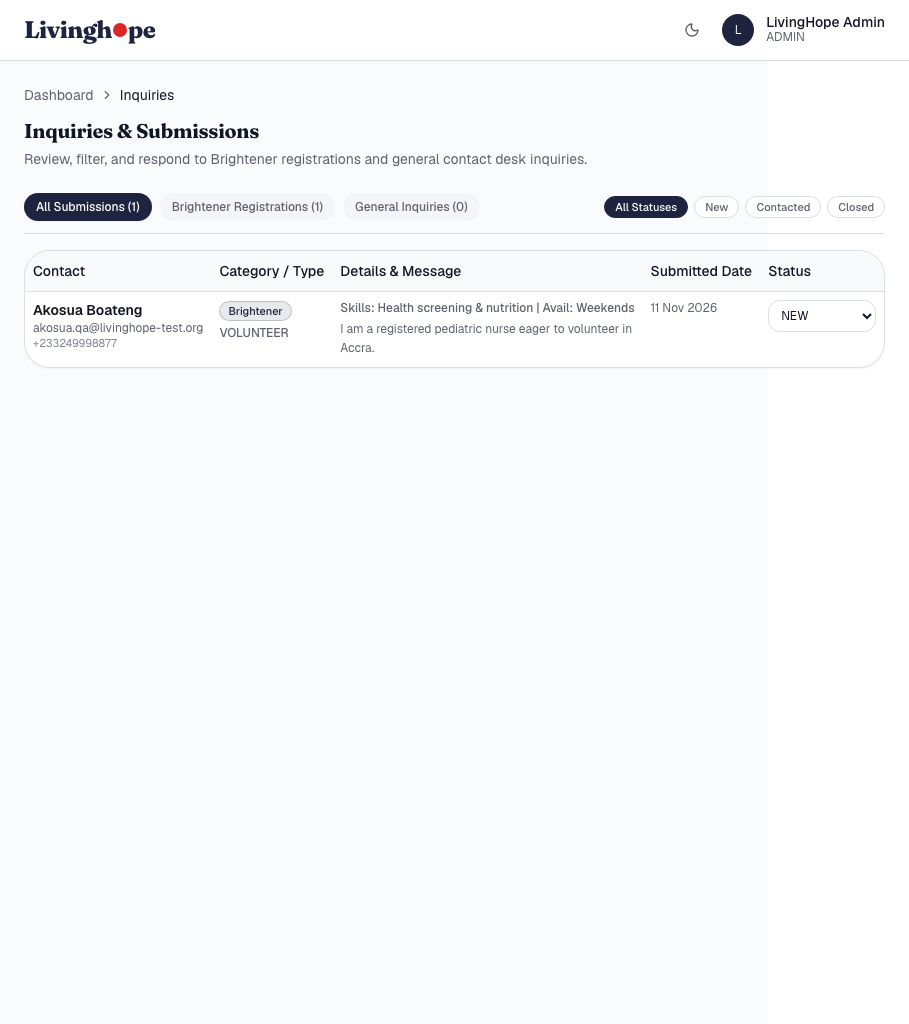 Livinghope
L
LivingHope Admin
ADMIN
Dashboard > Inquiries
Inquiries & Submissions
Review, filter, and respond to Brightener registrations and general contact desk inquiries.
All Submissions (1) Brightener Registrations (1) General Inquiries (0) All Statuses New Contacted Closed
Contact Category / Type Details & Message Submitted Date Status
Akosua Boateng
akosua.qa@livinghope-test.org
+233249998877
Brightener
VOLUNTEER
Skills: Health screening & nutrition | Avail: Weekends
I am a registered pediatric nurse eager to volunteer in
Accra.
11 Nov 2026
NEW